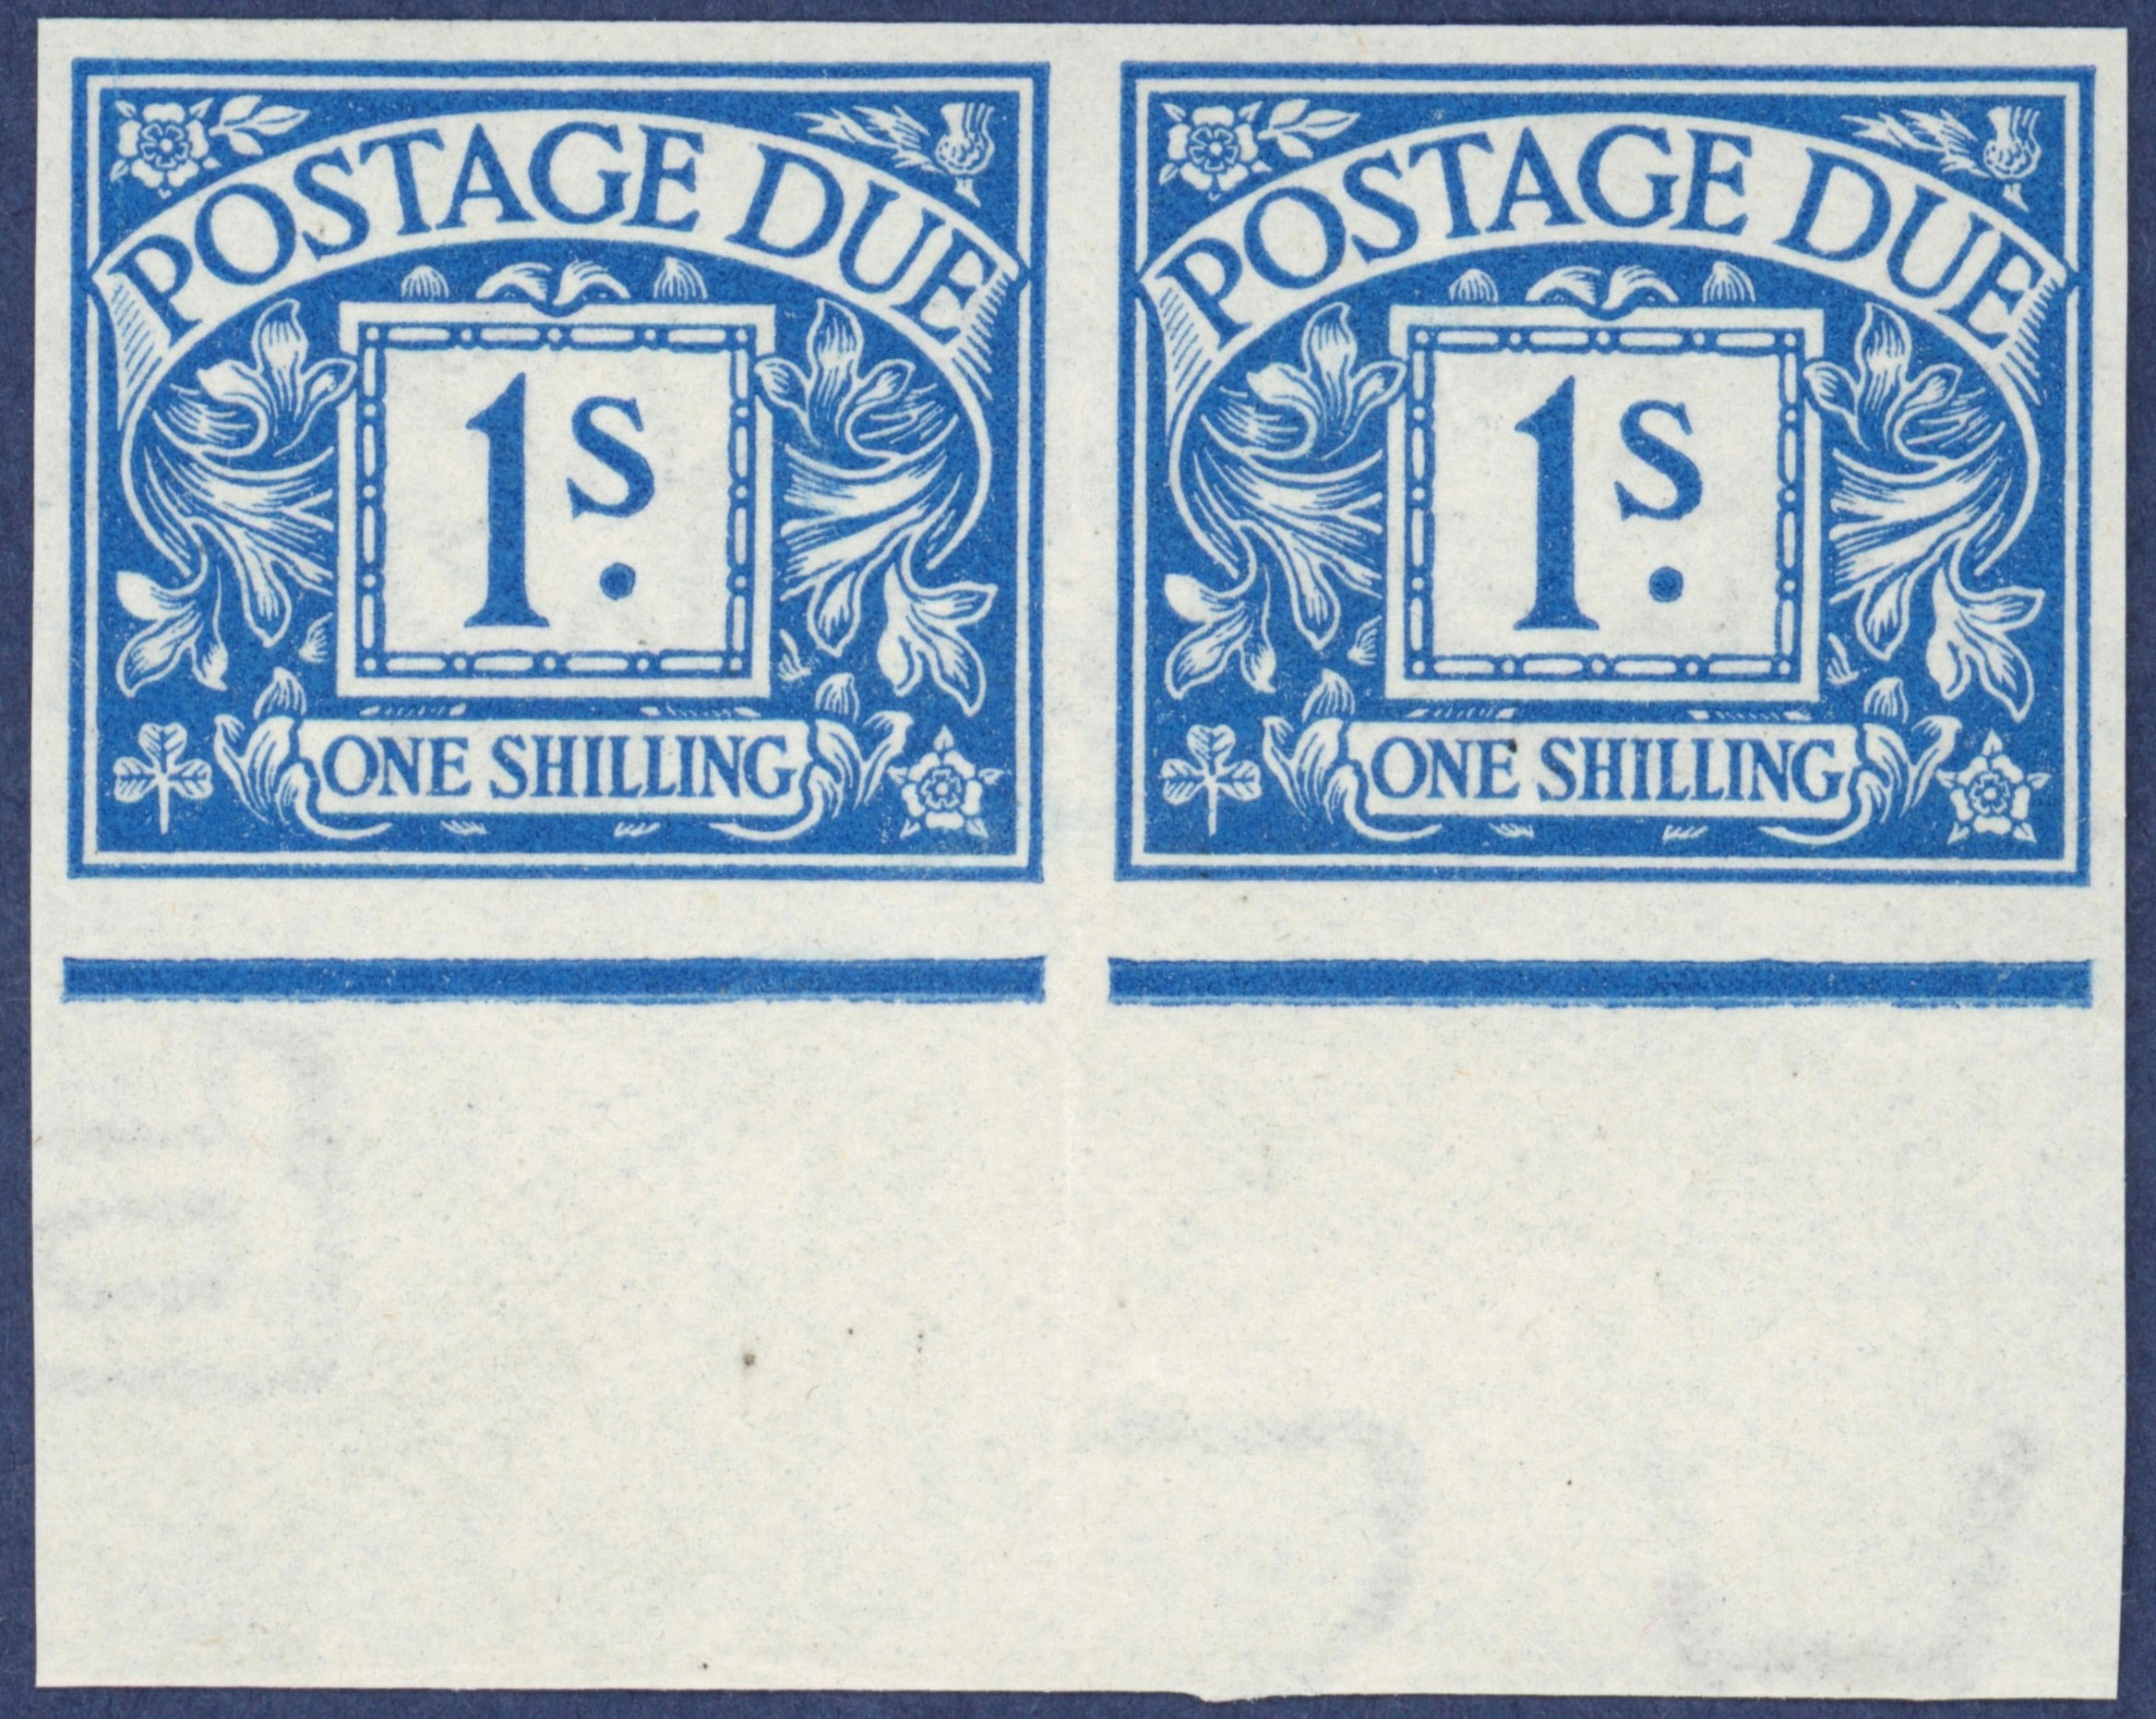 POSTAGE DUE
1s.
ONE SHILLING
POSTAGE DUE
1s.
ONE SHILLING